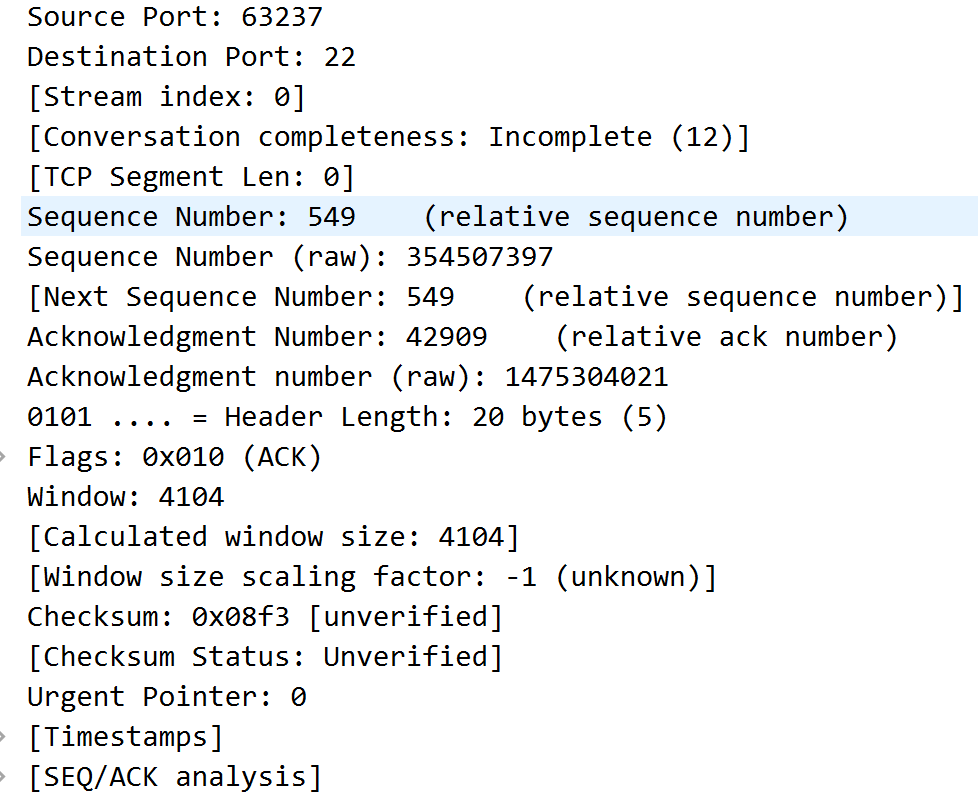 Source Port: 63237
Destination Port: 22
[Stream index: 0]
[Conversation completeness: Incomplete (12)]
[TCP Segment Len: 0]
Sequence Number: 549    (relative sequence number)
Sequence Number (raw): 354507397
[Next Sequence Number: 549    (relative sequence number)]
Acknowledgment Number: 42909    (relative ack number)
Acknowledgment number (raw): 1475304021
0101 .... = Header Length: 20 bytes (5)
Flags: 0x010 (ACK)
Window: 4104
[Calculated window size: 4104]
[Window size scaling factor: -1 (unknown)]
Checksum: 0x08f3 [unverified]
[Checksum Status: Unverified]
Urgent Pointer: 0
[Timestamps]
[SEQ/ACK analysis]